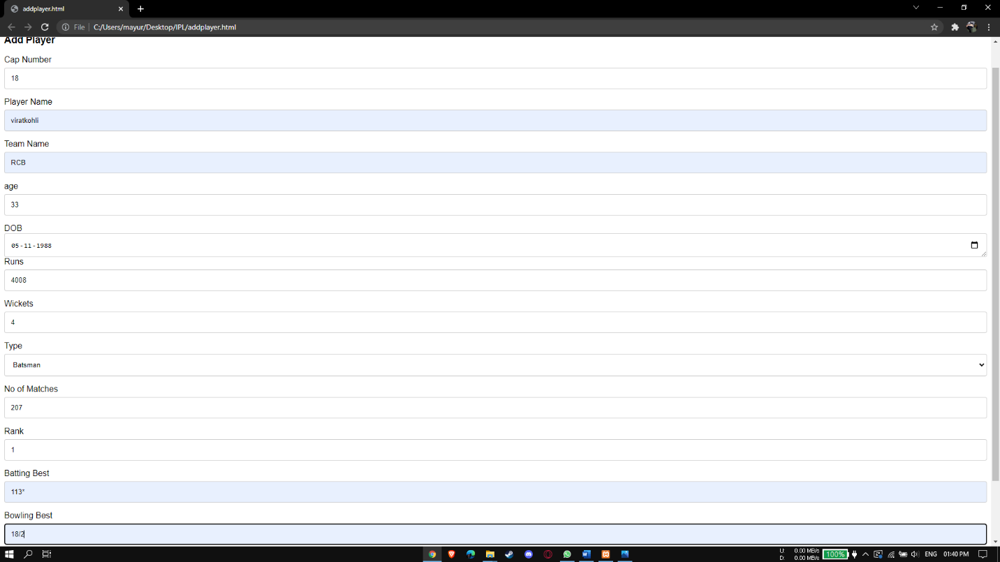 addplayer.html
File
C:/Users/mayur/Desktop/IPL/addplayer.html
Add Player
Cap Number
18
Player Name
viratkohli
Team Name
RCB
age
33
DOB
05-11-1988
Runs
4008
Wickets
4
Type
Batsman
No of Matches
207
Rank
1
Batting Best
113*
Bowling Best
18/2
U: 0.00 MB/s
D: 0.00 MB/s
100%
ENG
01:40 PM